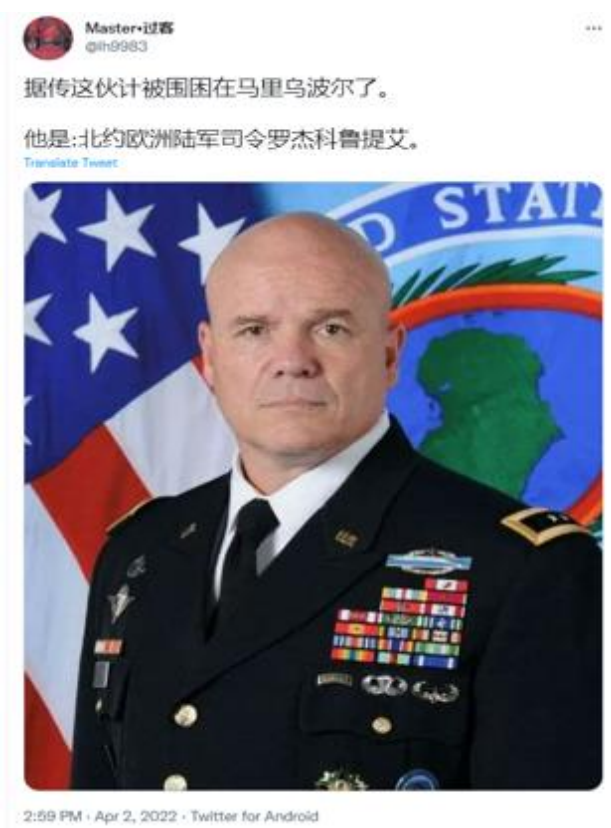 Master•过客
@lh9983
据传这伙计被围困在马里乌波尔了。
他是:北约欧洲陆军司令罗杰科鲁提艾。
Translate Tweet
D STAT
2:59 PM · Apr 2, 2022 · Twitter for Android